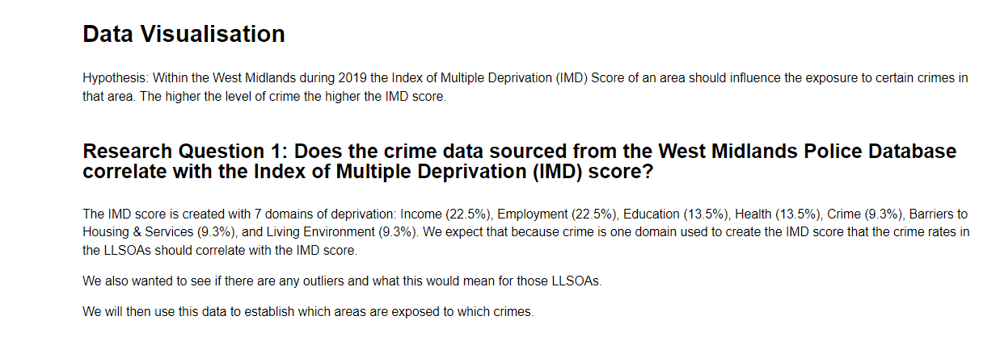 Data Visualisation
Hypothesis: Within the West Midlands during 2019 the Index of Multiple Deprivation (IMD) Score of an area should influence the exposure to certain crimes in
that area. The higher the level of crime the higher the IMD score.
Research Question 1: Does the crime data sourced from the West Midlands Police Database
correlate with the Index of Multiple Deprivation (IMD) score?
The IMD score is created with 7 domains of deprivation: Income (22.5%), Employment (22.5%), Education (13.5%), Health (13.5%), Crime (9.3%), Barriers to
Housing & Services (9.3%), and Living Environment (9.3%). We expect that because crime is one domain used to create the IMD score that the crime rates in
the LLSOAs should correlate with the IMD score.
We also wanted to see if there are any outliers and what this would mean for those LLSOAs.
We will then use this data to establish which areas are exposed to which crimes.